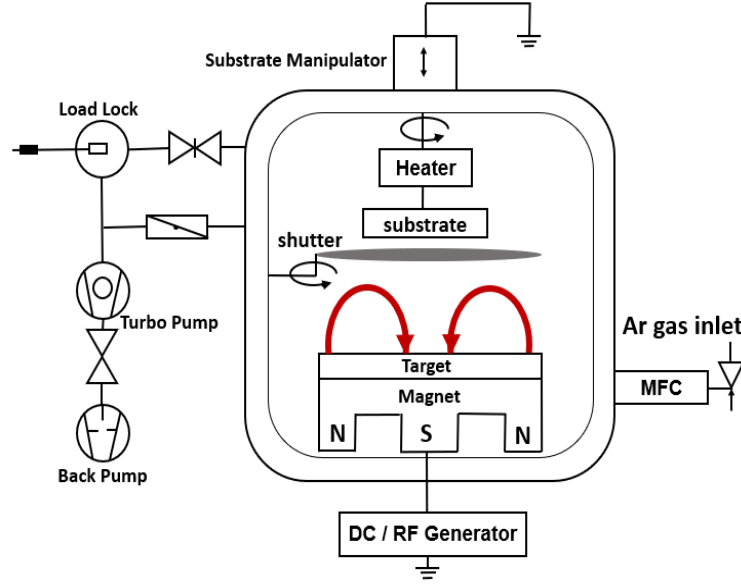 Substrate Manipulator
Load Lock
Heater
substrate
shutter
Turbo Pump
Ar gas inlet
Target
MFC
Magnet
N S N
Back Pump
DC / RF Generator